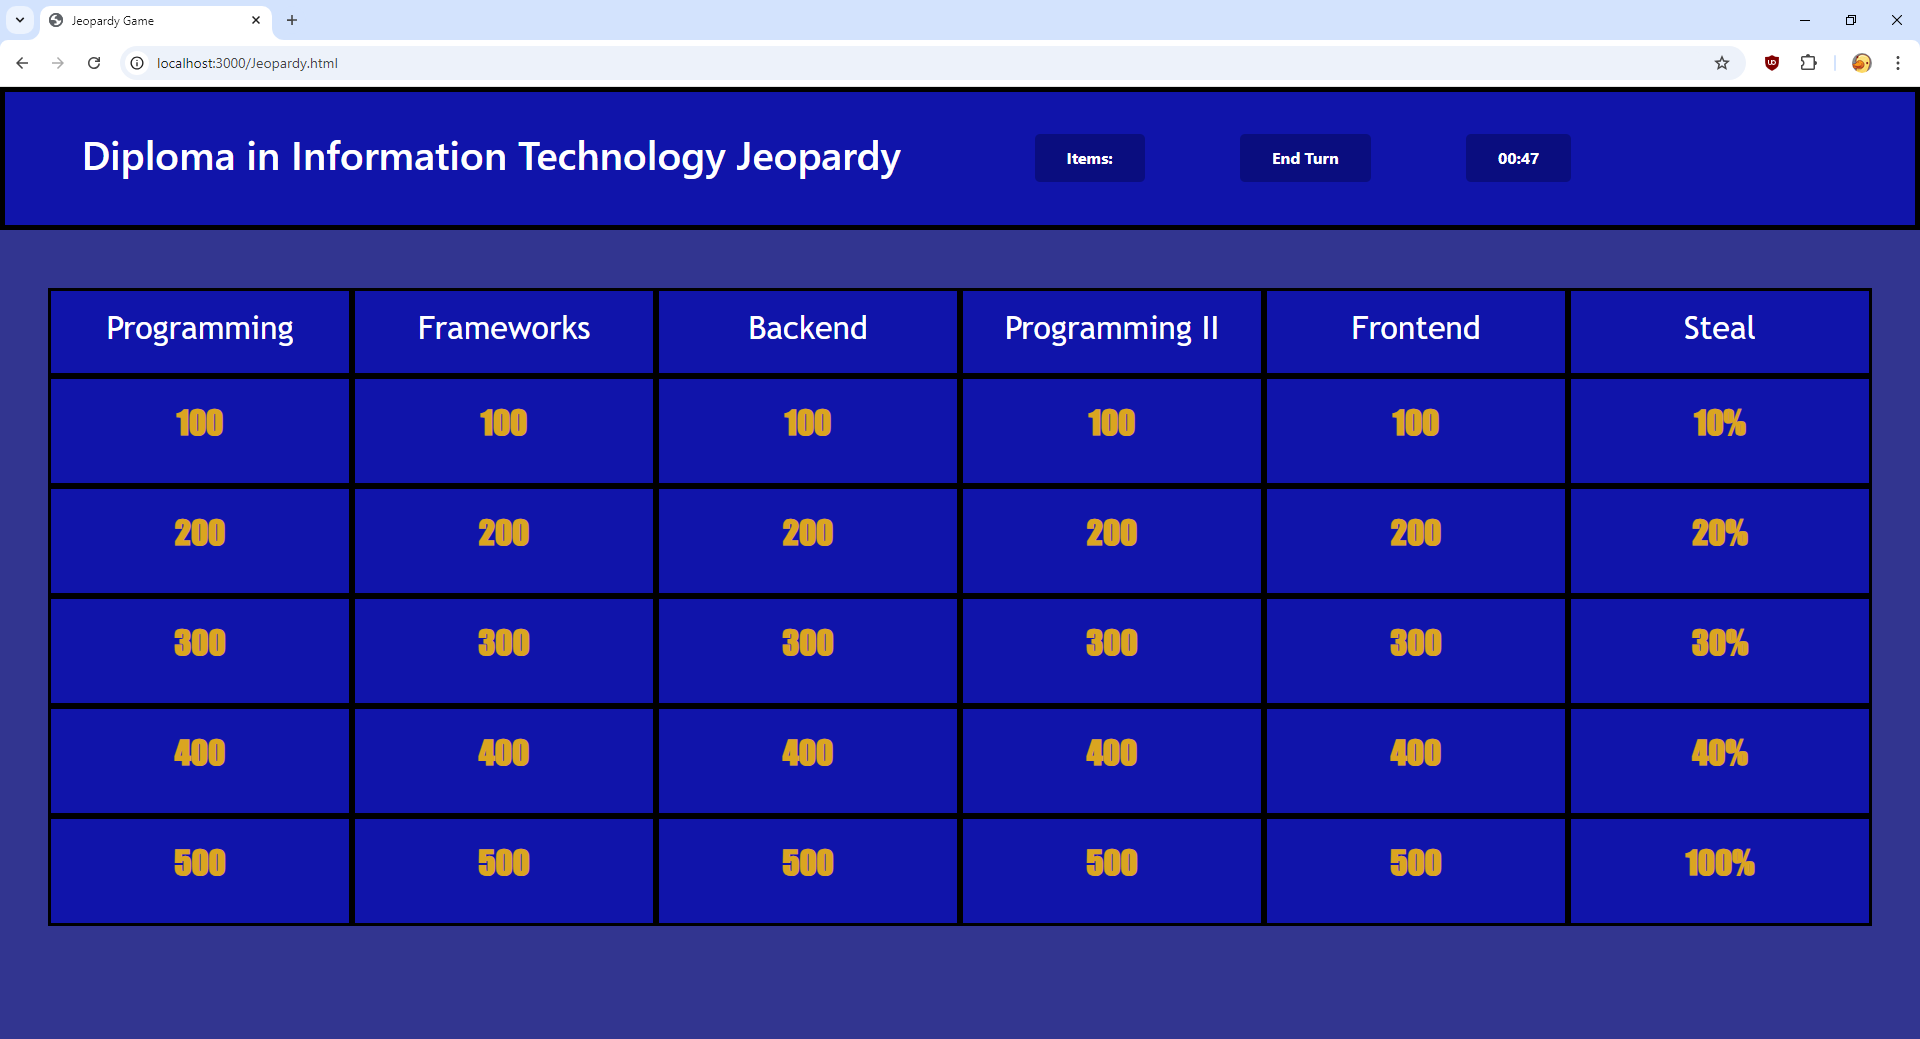 Jeopardy Game
localhost:3000/Jeopardy.html
Diploma in Information Technology Jeopardy
Items:
End Turn
00:47
Programming Frameworks Backend Programming II Frontend Steal
100 100 100 100 100 10%
200 200 200 200 200 20%
300 300 300 300 300 30%
400 400 400 400 400 40%
500 500 500 500 500 100%